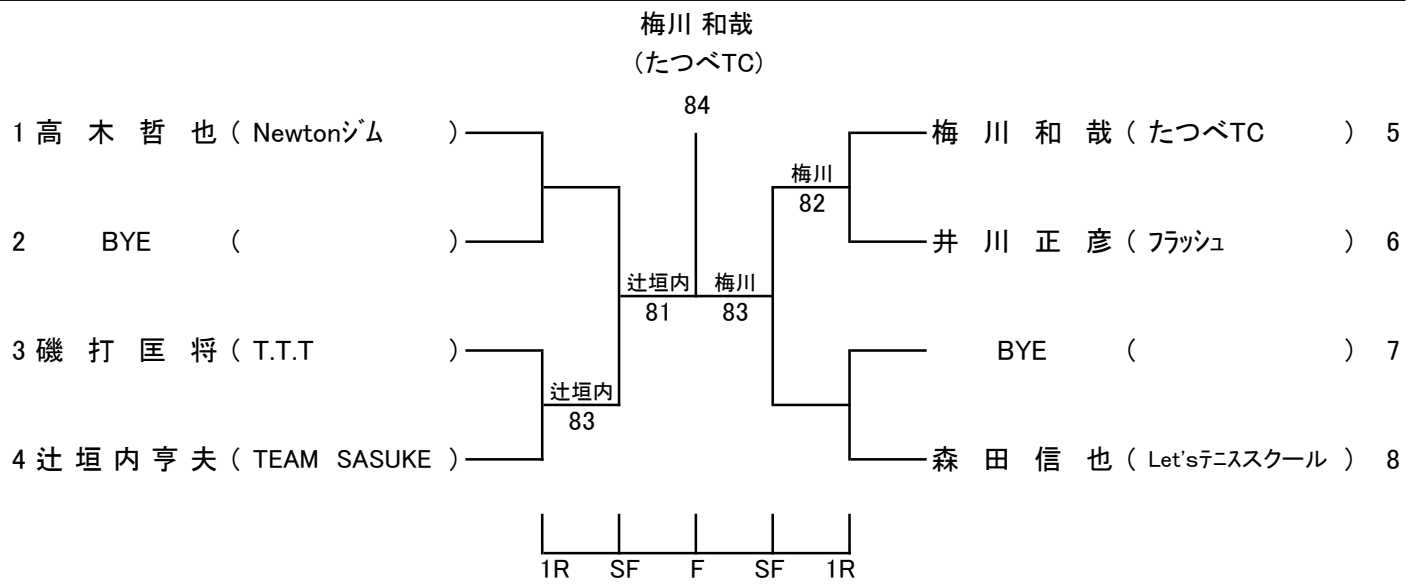 梅川 和哉
(たつべTC)
84
1 高 木 哲 也 ( Newtonジム ) 梅 川 和 哉 ( たつべTC ) 5
梅川
82
2 BYE ( ) 井 川 正 彦 ( フラッシュ ) 6
辻垣内 梅川
81 83
3 磯 打 匡 将 ( T.T.T ) BYE ( ) 7
辻垣内
83
4 辻 垣 内 亨 夫 ( TEAM SASUKE ) 森 田 信 也 ( Let'sテニススクール ) 8
1R SF F SF 1R